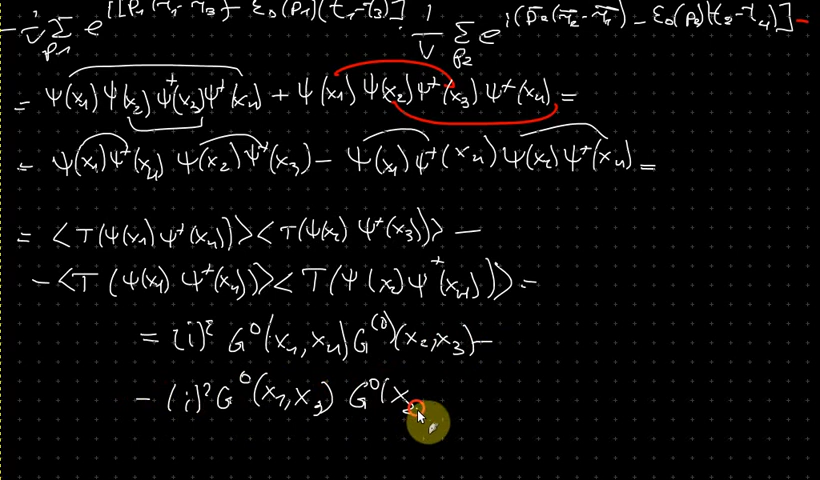 - 1/V Σ_{p1} e^{i[p1(r1-r3) - ε0(p1)(t1-t3)]} 1/V Σ_{p2} e^{i(p2(r2-r1) - ε0(p2)(t2-t4)]} -
= Ψ(x1) Ψ(x2) Ψ⁺(x3) Ψ⁺(x4) + Ψ(x1) Ψ(x2) Ψ⁺(x3) Ψ⁺(x4) =
= Ψ(x1) Ψ⁺(x4) Ψ(x2) Ψ⁺(x3) - Ψ(x1) Ψ⁺(x4) Ψ(x2) Ψ⁺(x4) =
= <T(Ψ(x1) Ψ⁺(x4))> <T(Ψ(x2) Ψ⁺(x3))> -
- <T(Ψ(x1) Ψ⁺(x4))> <T(Ψ(x2) Ψ⁺(x4))> =
= (i)² G⁰(x1, x4) G⁽⁰⁾(x2, x3) -
- (i)² G⁰(x1, x3) G⁰(x2